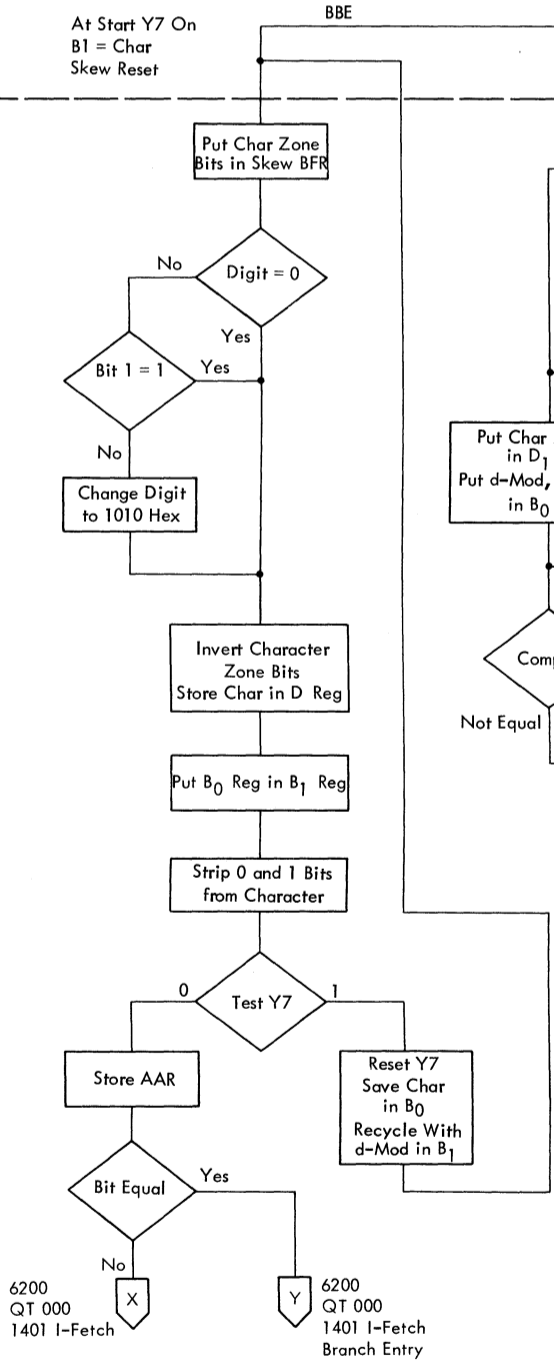 At Start Y7 On
B1 = Char
Skew Reset
BBE
Put Char Zone
Bits in Skew BFR
Digit = 0
No
Yes
Bit 1 = 1
Yes
No
Change Digit
to 1010 Hex
Put Char
in D1
Put d-Mod,
in B0
Invert Character
Zone Bits
Store Char in D Reg
Comp
Not Equal
Put B0 Reg in B1 Reg
Strip 0 and 1 Bits
from Character
Test Y7
0
1
Store AAR
Reset Y7
Save Char
in B0
Recycle With
d-Mod in B1
Bit Equal
Yes
No
X
6200
QT 000
1401 I-Fetch
Y
6200
QT 000
1401 I-Fetch
Branch Entry